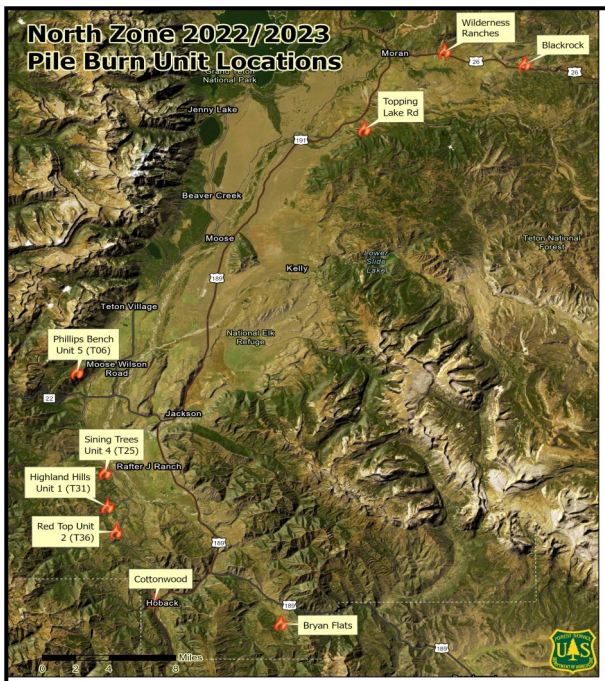 North Zone 2022/2023
Pile Burn Unit Locations
Wilderness
Ranches
Blackrock
Moran
26
26
Grand Teton
National Park
Jenny Lake
Topping
Lake Rd
191
Beaver Creek
Moose
Teton National
Forest
Lower
Slide
Lake
Kelly
189
Teton Village
National Elk
Refuge
Phillips Bench
Unit 5 (T06)
Moose Wilson
Road
22
Jackson
Sining Trees
Unit 4 (T25)
Rafter J Ranch
Highland Hills
Unit 1 (T31)
Red Top Unit
2 (T36)
189
Cottonwood
Hoback
189
Bryan Flats
189
Miles
0 2 4 8
FOREST SERVICE
U S
DEPARTMENT OF AGRICULTURE